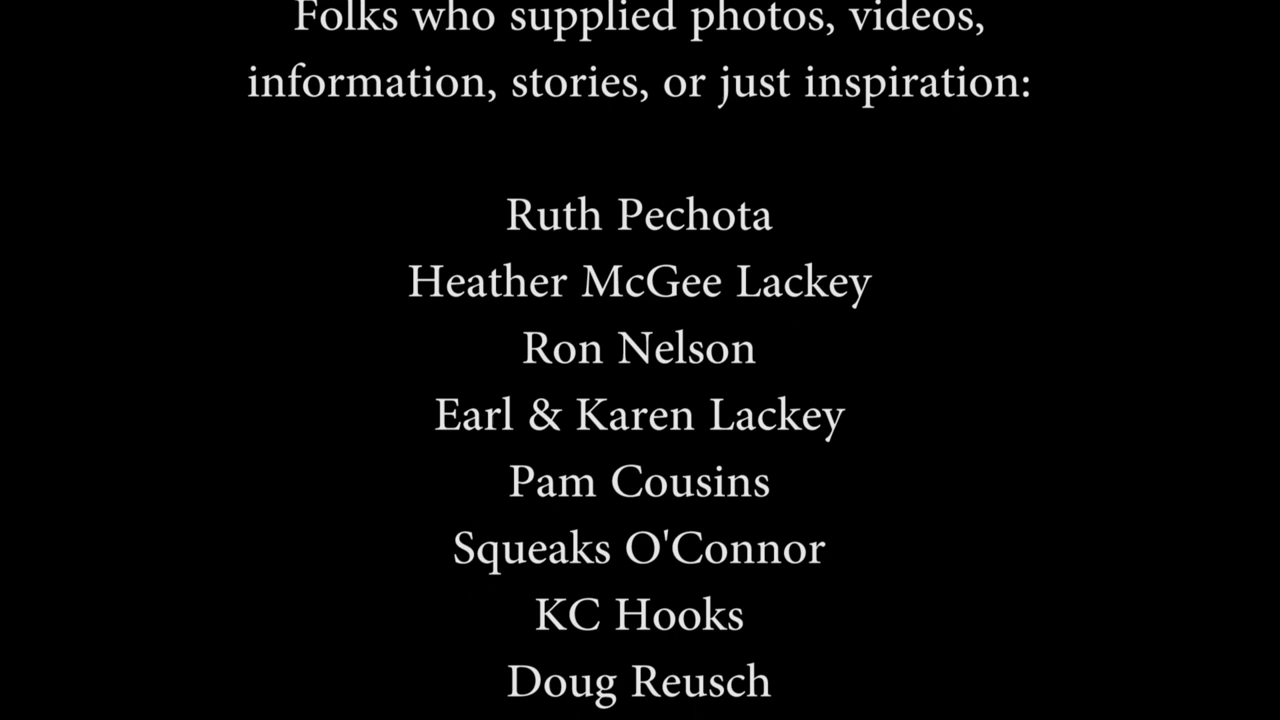 Folks who supplied photos, videos,
information, stories, or just inspiration:
Ruth Pechota
Heather McGee Lackey
Ron Nelson
Earl & Karen Lackey
Pam Cousins
Squeaks O'Connor
KC Hooks
Doug Reusch